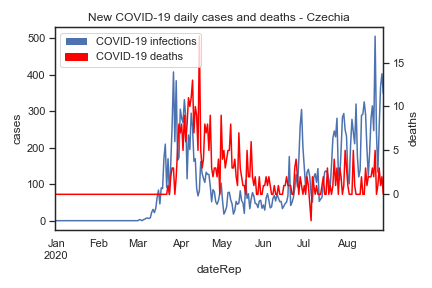 New COVID-19 daily cases and deaths - Czechia
COVID-19 infections
COVID-19 deaths
500
400
300
200
100
0
cases
15
10
5
0
deaths
Jan Feb Mar Apr May Jun Jul Aug
2020
dateRep